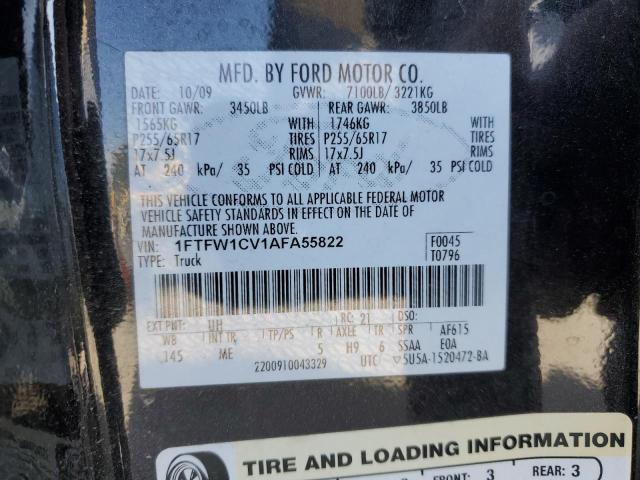 MFD. BY FORD MOTOR CO.
DATE: 10/09 GVWR: 7100LB/ 3221KG
FRONT GAWR: 3450LB REAR GAWR: 3850LB
1565KG WITH 1746KG WITH
P255/65R17 TIRES P255/65R17 TIRES
17x7.5J RIMS 17x7.5J RIMS
AT 240 kPa/ 35 PSI COLD AT 240 kPa/ 35 PSI COLD
THIS VEHICLE CONFORMS TO ALL APPLICABLE FEDERAL MOTOR
VEHICLE SAFETY STANDARDS IN EFFECT ON THE DATE OF
MANUFACTURE SHOWN ABOVE.
VIN: 1FTFW1CV1AFA55822 F0045
TYPE: Truck T0796
EXT PNT: UH RC: 21 DSO:
WB INT TR TP/PS R AXLE TR SPR AF615
145 ME 5 H9 6 SSAA E0A
2200910043329 UTC 5U5A-1520472-BA
TIRE AND LOADING INFORMATION
FRONT: 3 REAR: 3